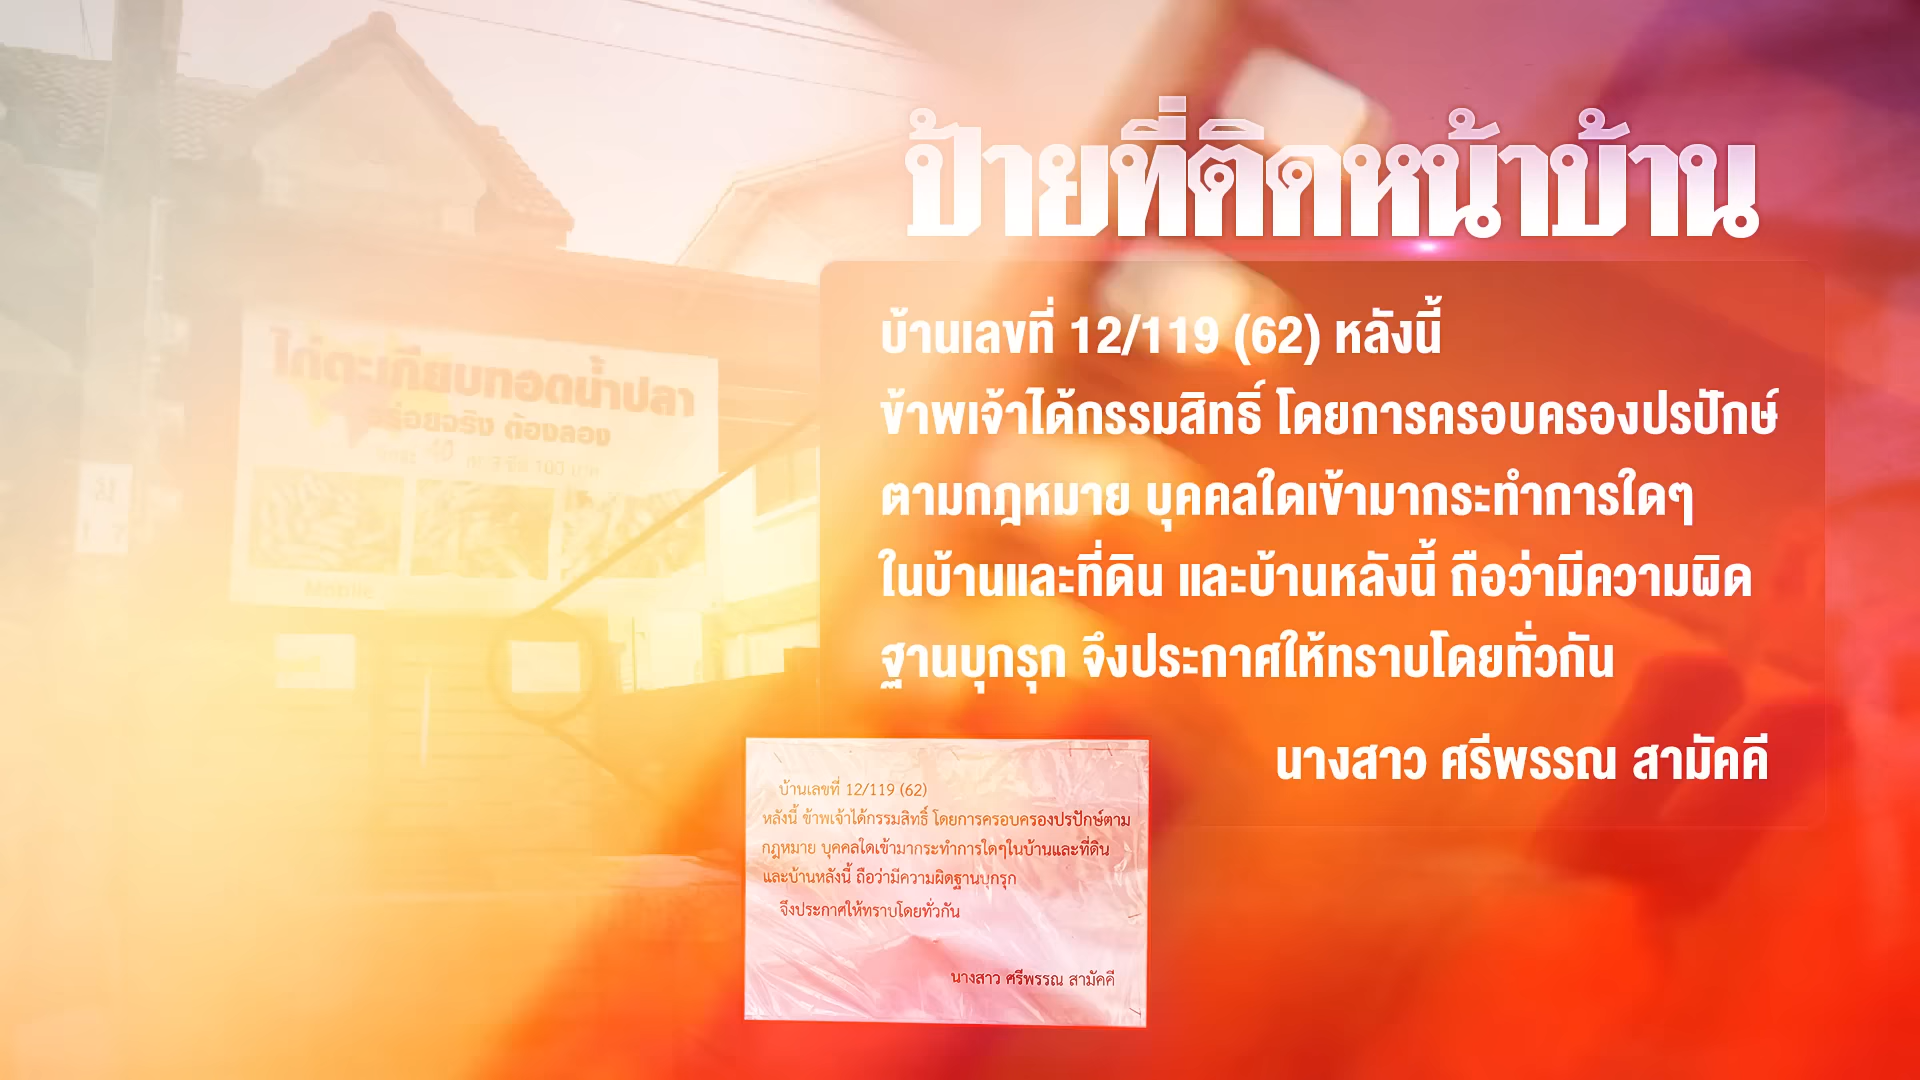 ป้ายที่ติดหน้าบ้าน
บ้านเลขที่ 12/119 (62) หลังนี้
ข้าพเจ้าได้กรรมสิทธิ์ โดยการครอบครองปรปักษ์
ตามกฎหมาย บุคคลใดเข้ามากระทำการใดๆ
ในบ้านและที่ดิน และบ้านหลังนี้ ถือว่ามีความผิด
ฐานบุกรุก จึงประกาศให้ทราบโดยทั่วกัน
นางสาว ศรีพรรณ สามัคคี
ไก่ตะเกียบทอดน้ำปลา
อร่อยจริง ต้องลอง
บ้านเลขที่ 12/119 (62)
หลังนี้ ข้าพเจ้าได้กรรมสิทธิ์ โดยการครอบครองปรปักษ์ตาม
กฎหมาย บุคคลใดเข้ามากระทำการใดๆในบ้านและที่ดิน
และบ้านหลังนี้ ถือว่ามีความผิดฐานบุกรุก
จึงประกาศให้ทราบโดยทั่วกัน
นางสาว ศรีพรรณ สามัคคี